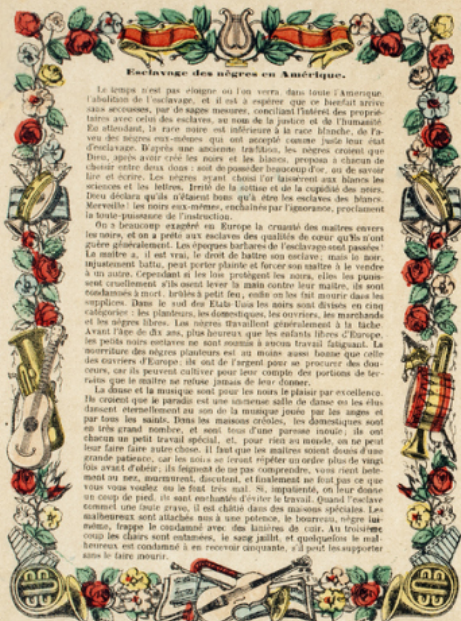 Esclavage des nègres en Amérique.
Le temps n'est pas éloigné où l'on verra, dans toute l'Amérique,
l'abolition de l'esclavage, et il est à espérer que ce bienfait arrive
sans secousses, par de sages mesures, conciliant l'intérêt des proprié-
taires avec celui des esclaves, au nom de la justice et de l'humanité.
En attendant, la race noire est inférieure à la race blanche, de l'a-
veu des nègres eux-mêmes qui ont accepté comme juste leur état
d'esclavage. D'après une ancienne tradition, les nègres croient que
Dieu, après avoir créé les noirs et les blancs, proposa à chacun de
choisir entre deux dons : soit de posséder beaucoup d'or, ou de savoir
lire et écrire. Les nègres ayant choisi l'or laissèrent aux blancs les
sciences et les lettres. Irrité de la sottise et de la cupidité des noirs,
Dieu déclara qu'ils n'étaient bons qu'à être les esclaves des blancs.
Merveille! les noirs eux-mêmes, enchaînés par l'ignorance, proclament
la toute-puissance de l'instruction.
On a beaucoup exagéré en Europe la cruauté des maîtres envers
les noirs, et on a prêté aux esclaves des qualités de cœur qu'ils n'ont
guère généralement. Les époques barbares de l'esclavage sont passées!
Le maître a, il est vrai, le droit de battre son esclave; mais le noir,
injustement battu, peut porter plainte et forcer son maître à le vendre
à un autre. Cependant si les lois protègent les noirs, elles les punis-
sent cruellement s'ils osent lever la main contre leur maître, ils sont
condamnés à mort, brûlés à petit feu, enfin on les fait mourir dans les
supplices. Dans le sud des Etats-Unis les noirs sont divisés en cinq
catégories : les planteurs, les domestiques, les ouvriers, les marchands
et les nègres libres. Les nègres travaillent généralement à la tâche.
Avant l'âge de dix ans, plus heureux que les enfants libres d'Europe,
les petits noirs esclaves ne sont soumis à aucun travail fatigant. La
nourriture des nègres planteurs est au moins aussi bonne que celle
des ouvriers d'Europe; ils ont de l'argent pour se procurer des dou-
ceurs, car ils peuvent cultiver pour leur compte des portions de ter-
rains que le maître ne refuse jamais de leur donner.
La danse et la musique sont pour les noirs le plaisir par excellence.
Ils croient que le paradis est une immense salle de danse où les élus
dansent éternellement au son de la musique jouée par les anges et
par tous les saints. Dans les maisons créoles, les domestiques sont
en très grand nombre, et sont tous d'une paresse inouïe; ils ont
chacun un petit travail spécial, et, pour rien au monde, on ne peut
leur faire faire autre chose. Il faut que les maîtres soient doués d'une
grande patience, car les noirs se feront répéter un ordre plus de vingt
fois avant d'obéir; ils feignent de ne pas comprendre, vous rient bête-
ment au nez, murmurent, discutent, et finalement ne font pas ce que
vous voulez ou le font très mal. Si, impatienté, on leur donne
un coup de pied, ils sont enchantés d'éviter le travail. Quand l'esclave
commet une faute grave, il est châtié dans des maisons spéciales. Les
malheureux sont attachés nus à une potence, le bourreau, nègre lui-
même, frappe le condamné avec des lanières de cuir. Au troisième
coup les chairs sont entamées, le sang jaillit, et quelquefois le mal-
heureux est condamné à en recevoir cinquante, s'il peut les supporter
sans le faire mourir.